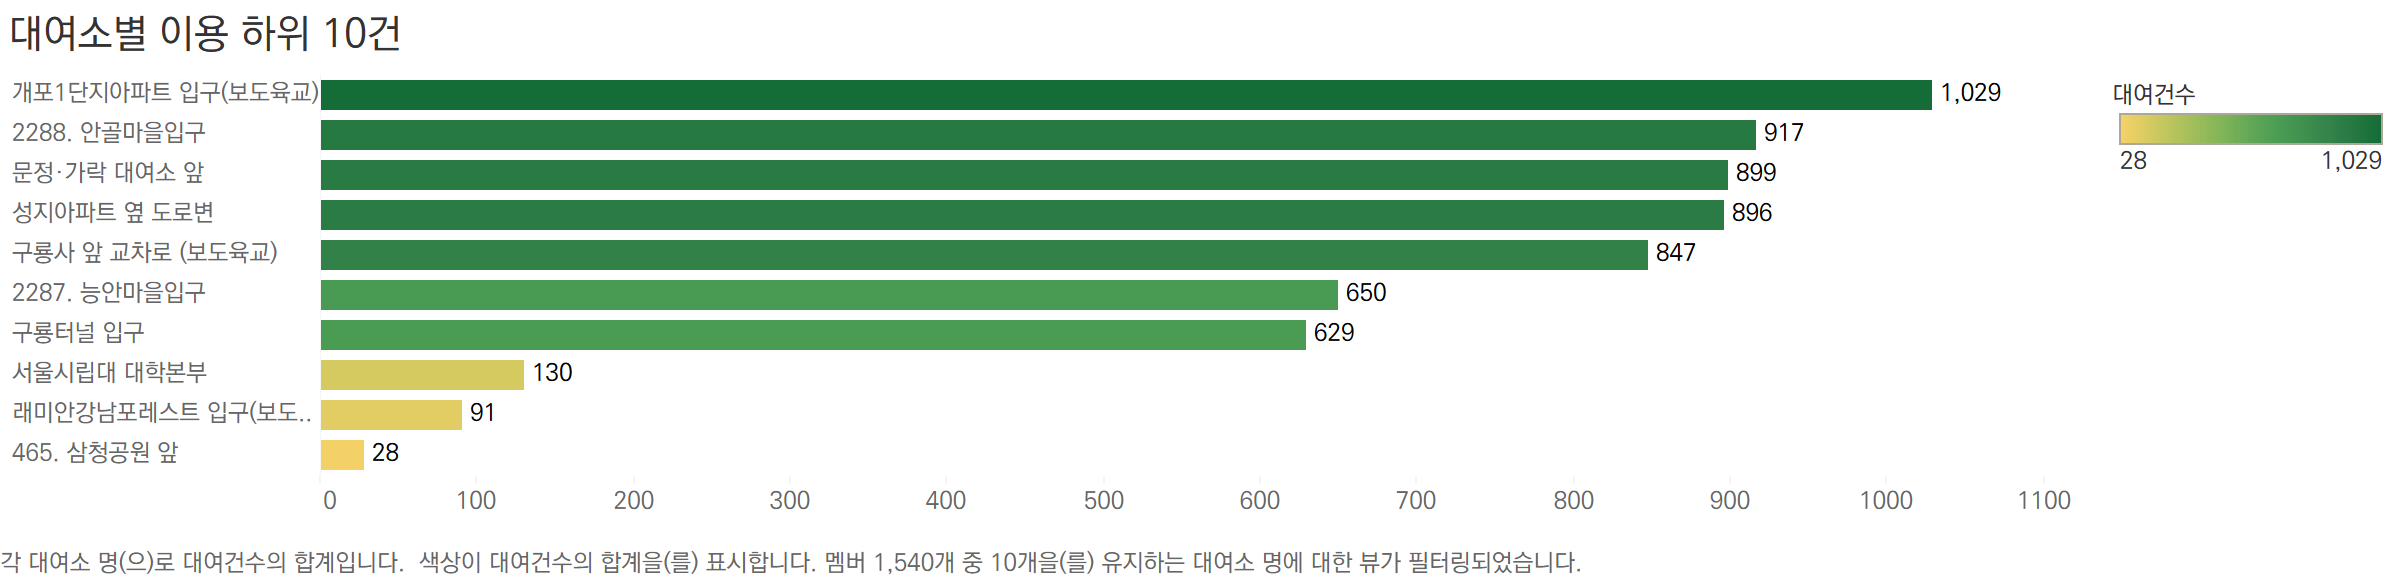 대여소별 이용 하위 10건
개포1단지아파트 입구(보도육교) 1,029
2288. 안골마을입구 917
문정·가락 대여소 앞 899
성지아파트 옆 도로변 896
구룡사 앞 교차로 (보도육교) 847
2287. 능안마을입구 650
구룡터널 입구 629
서울시립대 대학본부 130
래미안강남포레스트 입구(보도.. 91
465. 삼청공원 앞 28
0 100 200 300 400 500 600 700 800 900 1000 1100
대여건수
28 1,029
각 대여소 명(으)로 대여건수의 합계입니다. 색상이 대여건수의 합계을(를) 표시합니다. 멤버 1,540개 중 10개을(를) 유지하는 대여소 명에 대한 뷰가 필터링되었습니다.